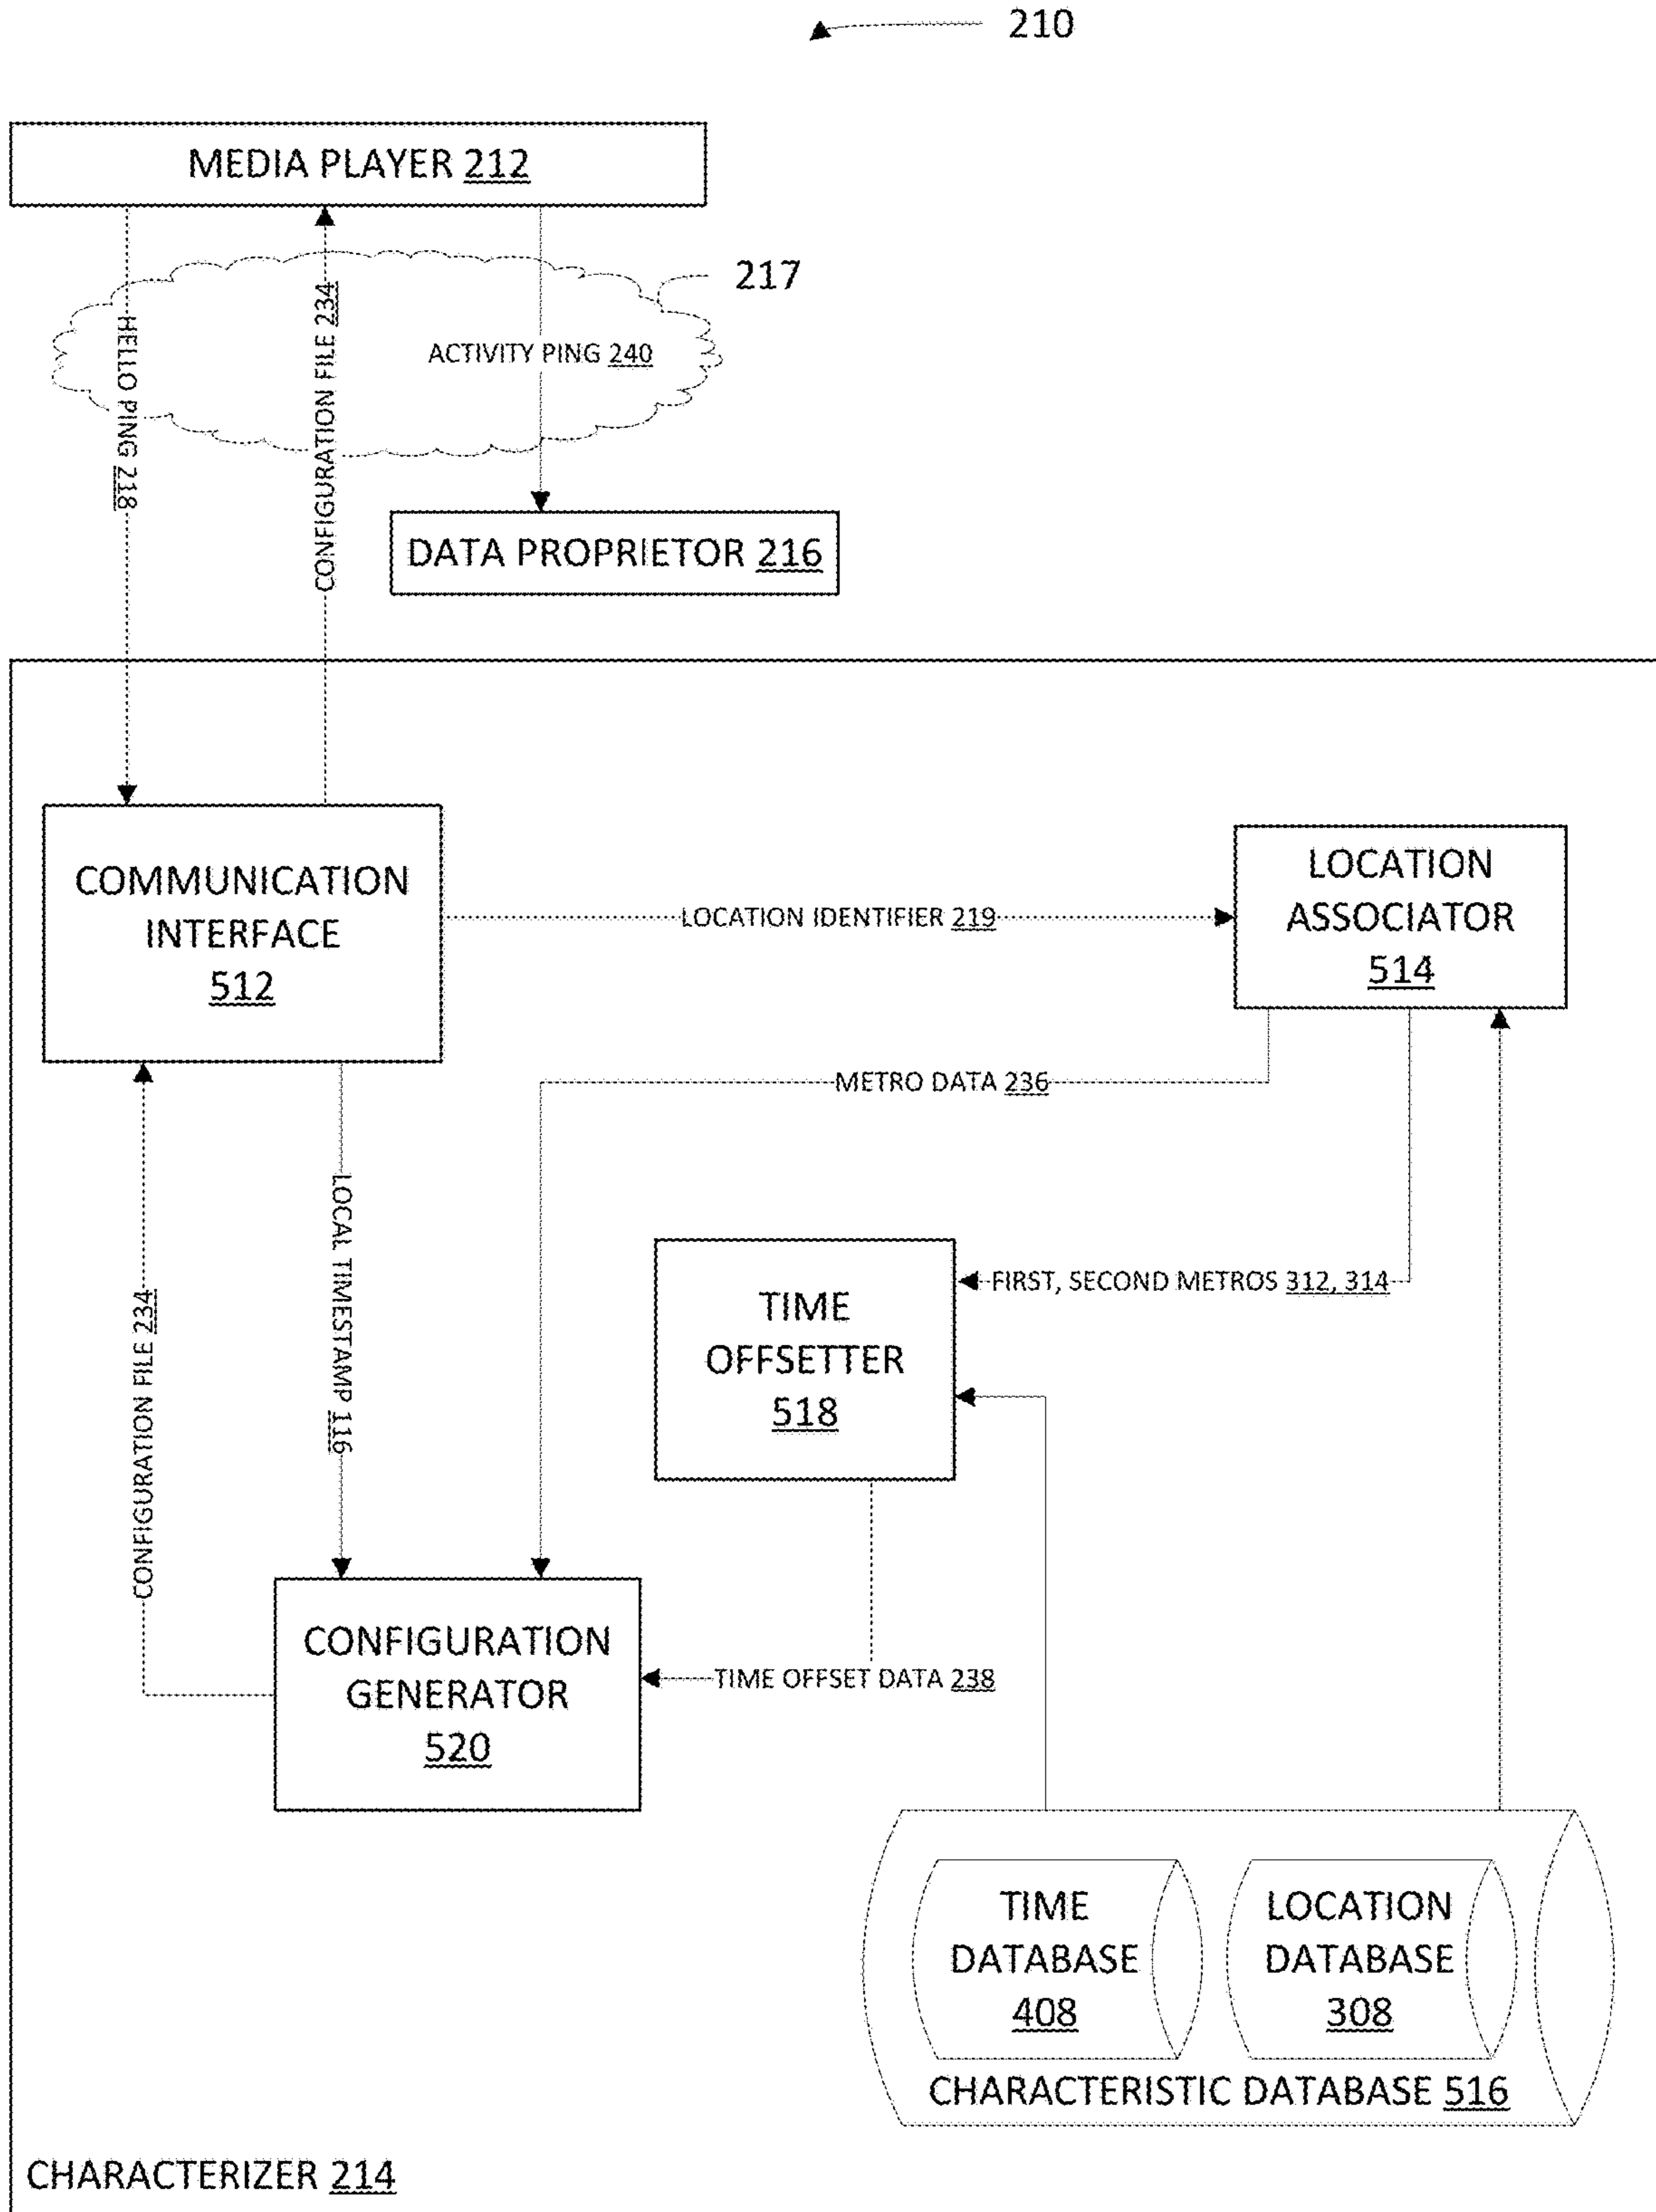 210
MEDIA PLAYER 212
217
HELLO PING 218
CONFIGURATION FILE 234
ACTIVITY PING 240
DATA PROPRIETOR 216
COMMUNICATION
INTERFACE
512
LOCATION IDENTIFIER 219
LOCATION
ASSOCIATOR
514
METRO DATA 236
LOCAL TIMESTAMP 116
CONFIGURATION FILE 234
FIRST, SECOND METROS 312, 314
TIME
OFFSETTER
518
CONFIGURATION
GENERATOR
520
TIME OFFSET DATA 238
TIME
DATABASE
408
LOCATION
DATABASE
308
CHARACTERISTIC DATABASE 516
CHARACTERIZER 214